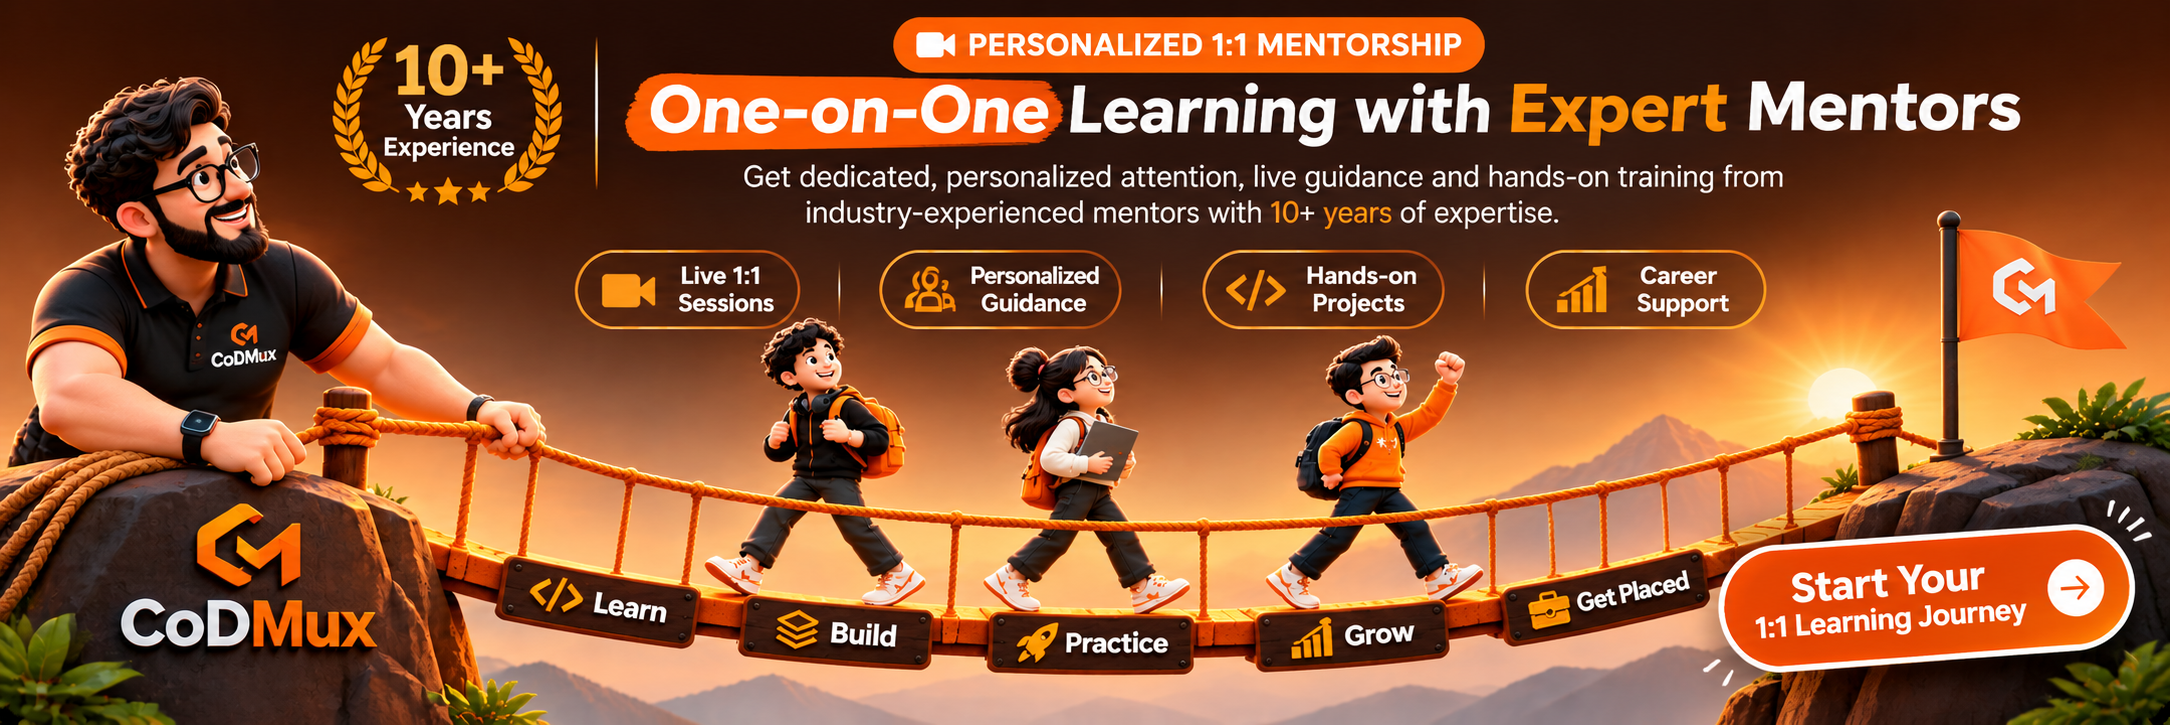 10+
Years
Experience
PERSONALIZED 1:1 MENTORSHIP
One-on-One Learning with Expert Mentors
Get dedicated, personalized attention, live guidance and hands-on training from
industry-experienced mentors with 10+ years of expertise.
Live 1:1
Sessions
Personalized
Guidance
Hands-on
Projects
Career
Support
CoDMux
CoDMux
Learn
Build
Practice
Grow
Get Placed
Start Your
1:1 Learning Journey